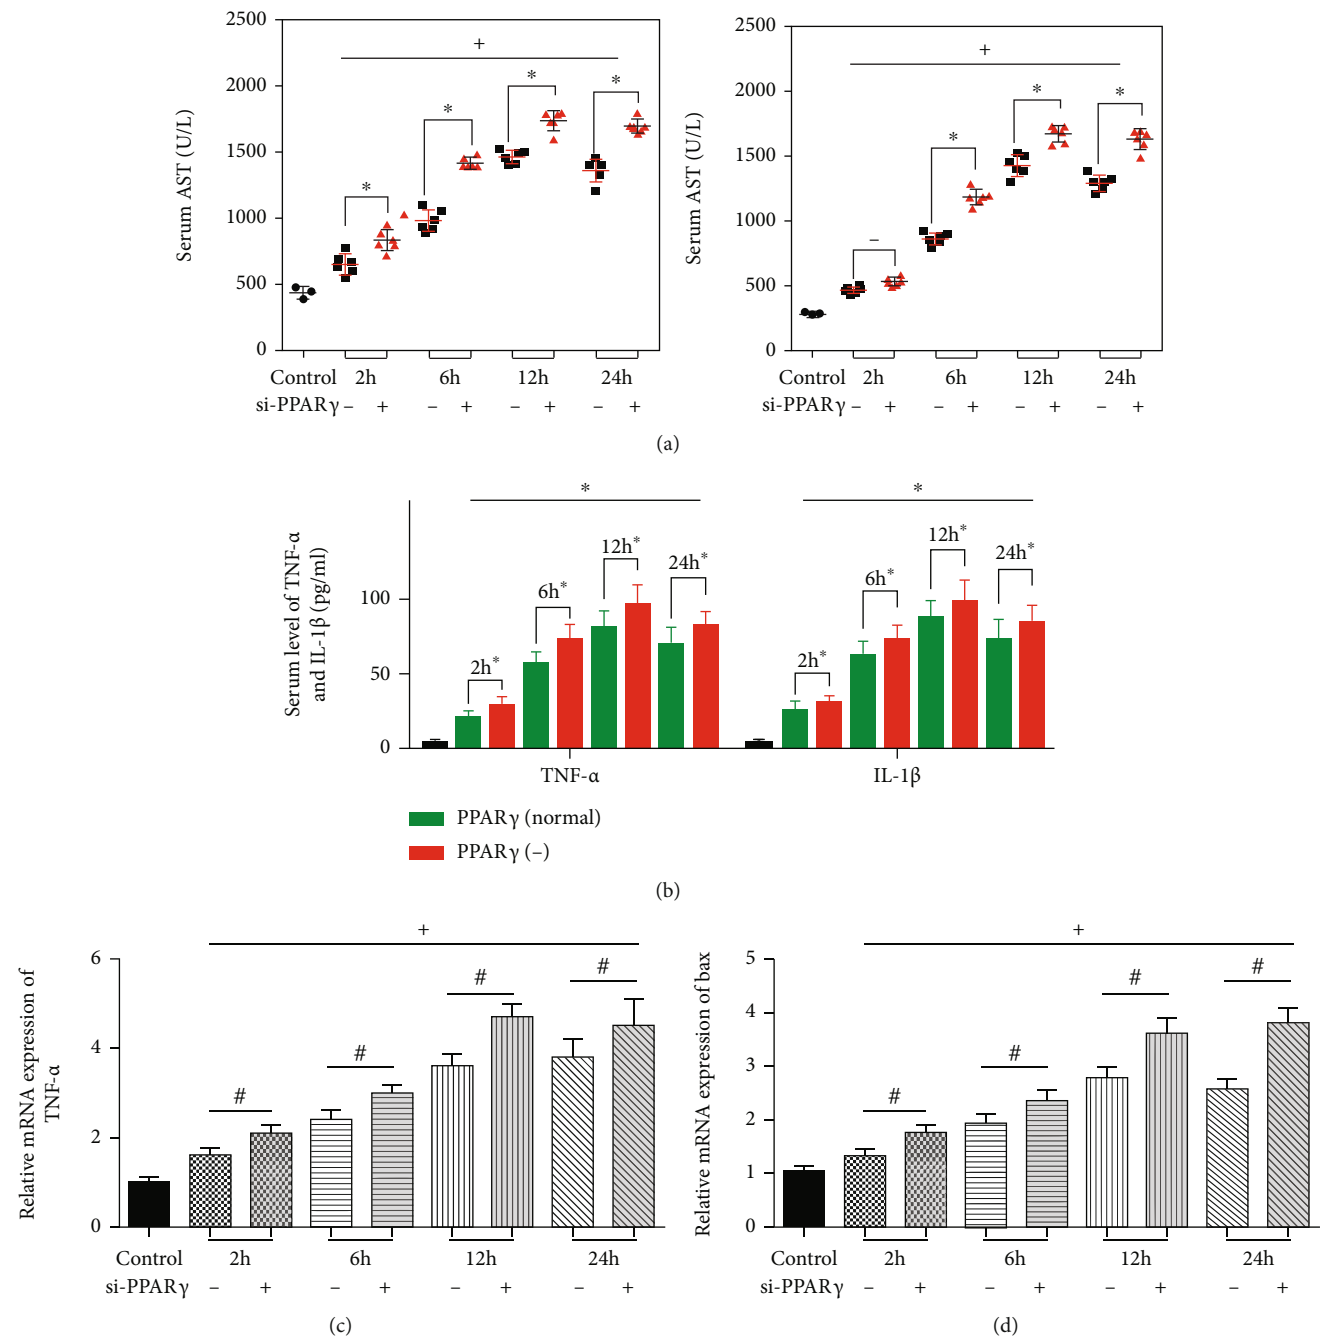 2500
2000
1500
1000
500
0
Serum AST (U/L)
+
*
*
*
*
Control 2h 6h 12h 24h
si-PPARγ – + – + – + – +
2500
2000
1500
1000
500
0
Serum AST (U/L)
+
–
*
*
*
Control 2h 6h 12h 24h
si-PPARγ – + – + – + – +
(a)
Serum level of TNF-α
and IL-1β (pg/ml)
100
50
0
*
2h*
6h*
12h*
24h*
*
2h*
6h*
12h*
24h*
TNF-α IL-1β
PPARγ (normal)
PPARγ (–)
(b)
Relative mRNA expression of
TNF-α
6
4
2
0
+
#
#
#
#
Control 2h 6h 12h 24h
si-PPARγ – + – + – + – +
(c)
Relative mRNA expression of bax
5
4
3
2
1
0
+
#
#
#
#
Control 2h 6h 12h 24h
si-PPARγ – + – + – + – +
(d)